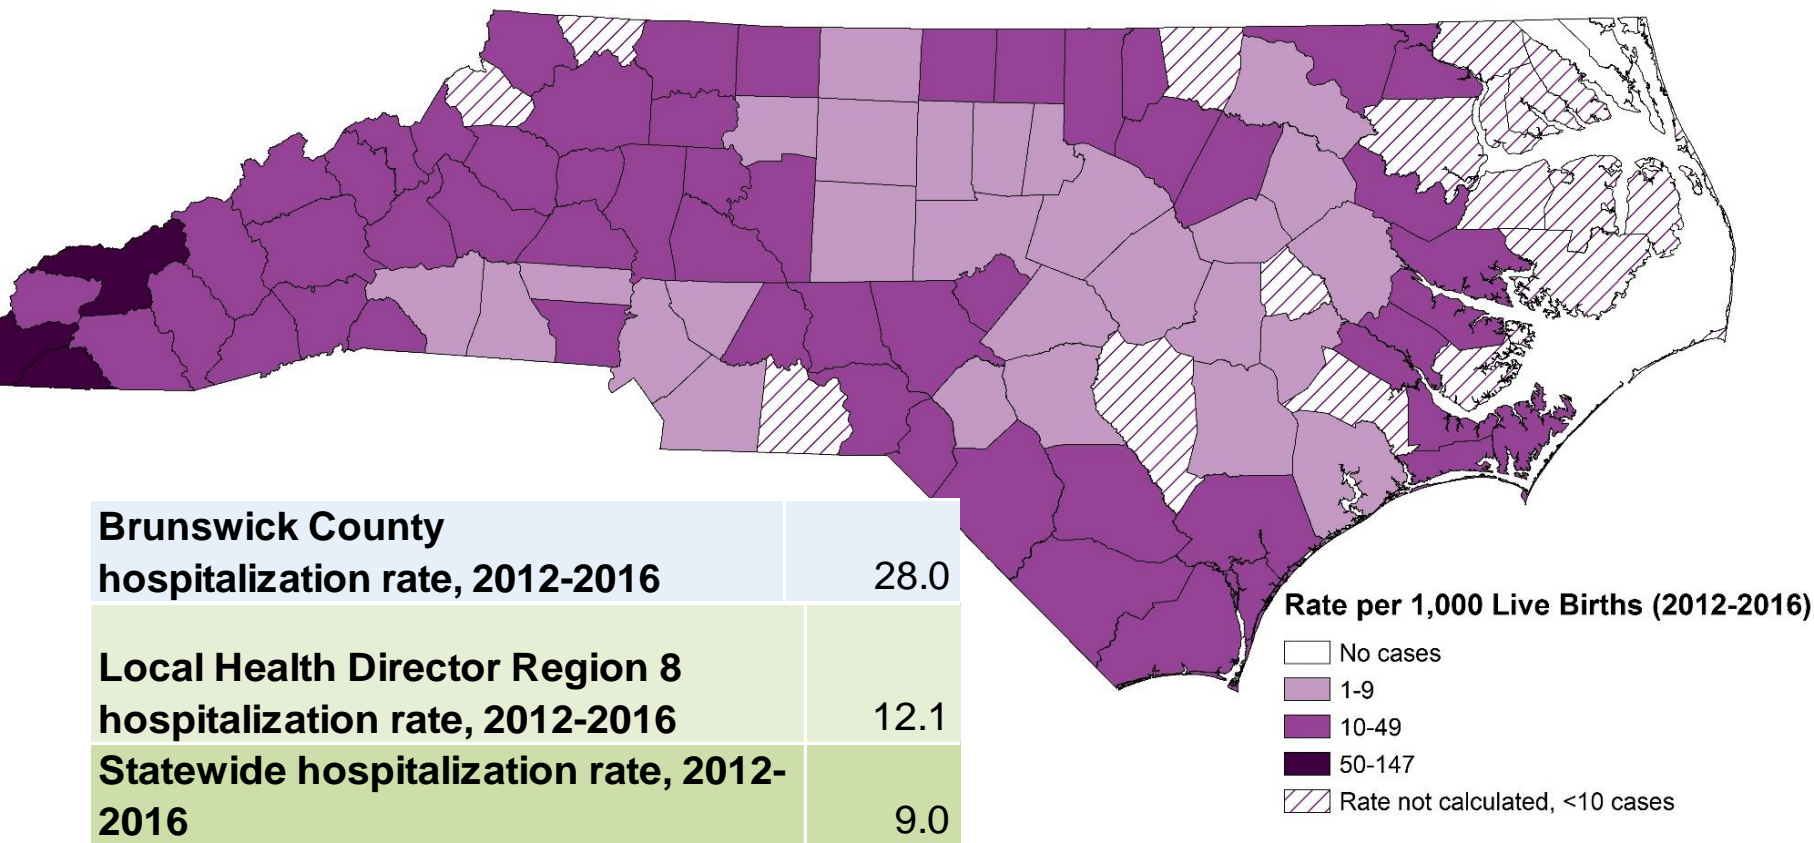 Brunswick County
hospitalization rate, 2012-2016
28.0
Local Health Director Region 8
hospitalization rate, 2012-2016
12.1
Statewide hospitalization rate, 2012-
2016
9.0
Rate per 1,000 Live Births (2012-2016)
No cases
1-9
10-49
50-147
Rate not calculated, <10 cases